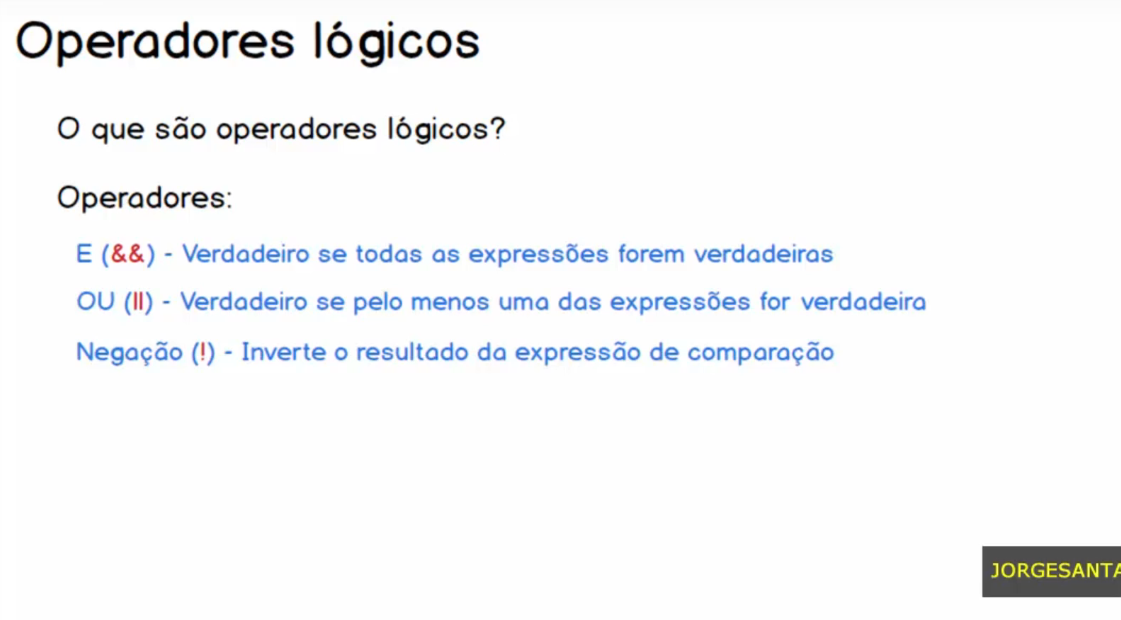 Operadores lógicos
O que são operadores lógicos?
Operadores:
E (&&) - Verdadeiro se todas as expressões forem verdadeiras
OU (||) - Verdadeiro se pelo menos uma das expressões for verdadeira
Negação (!) - Inverte o resultado da expressão de comparação
JORGESANTA